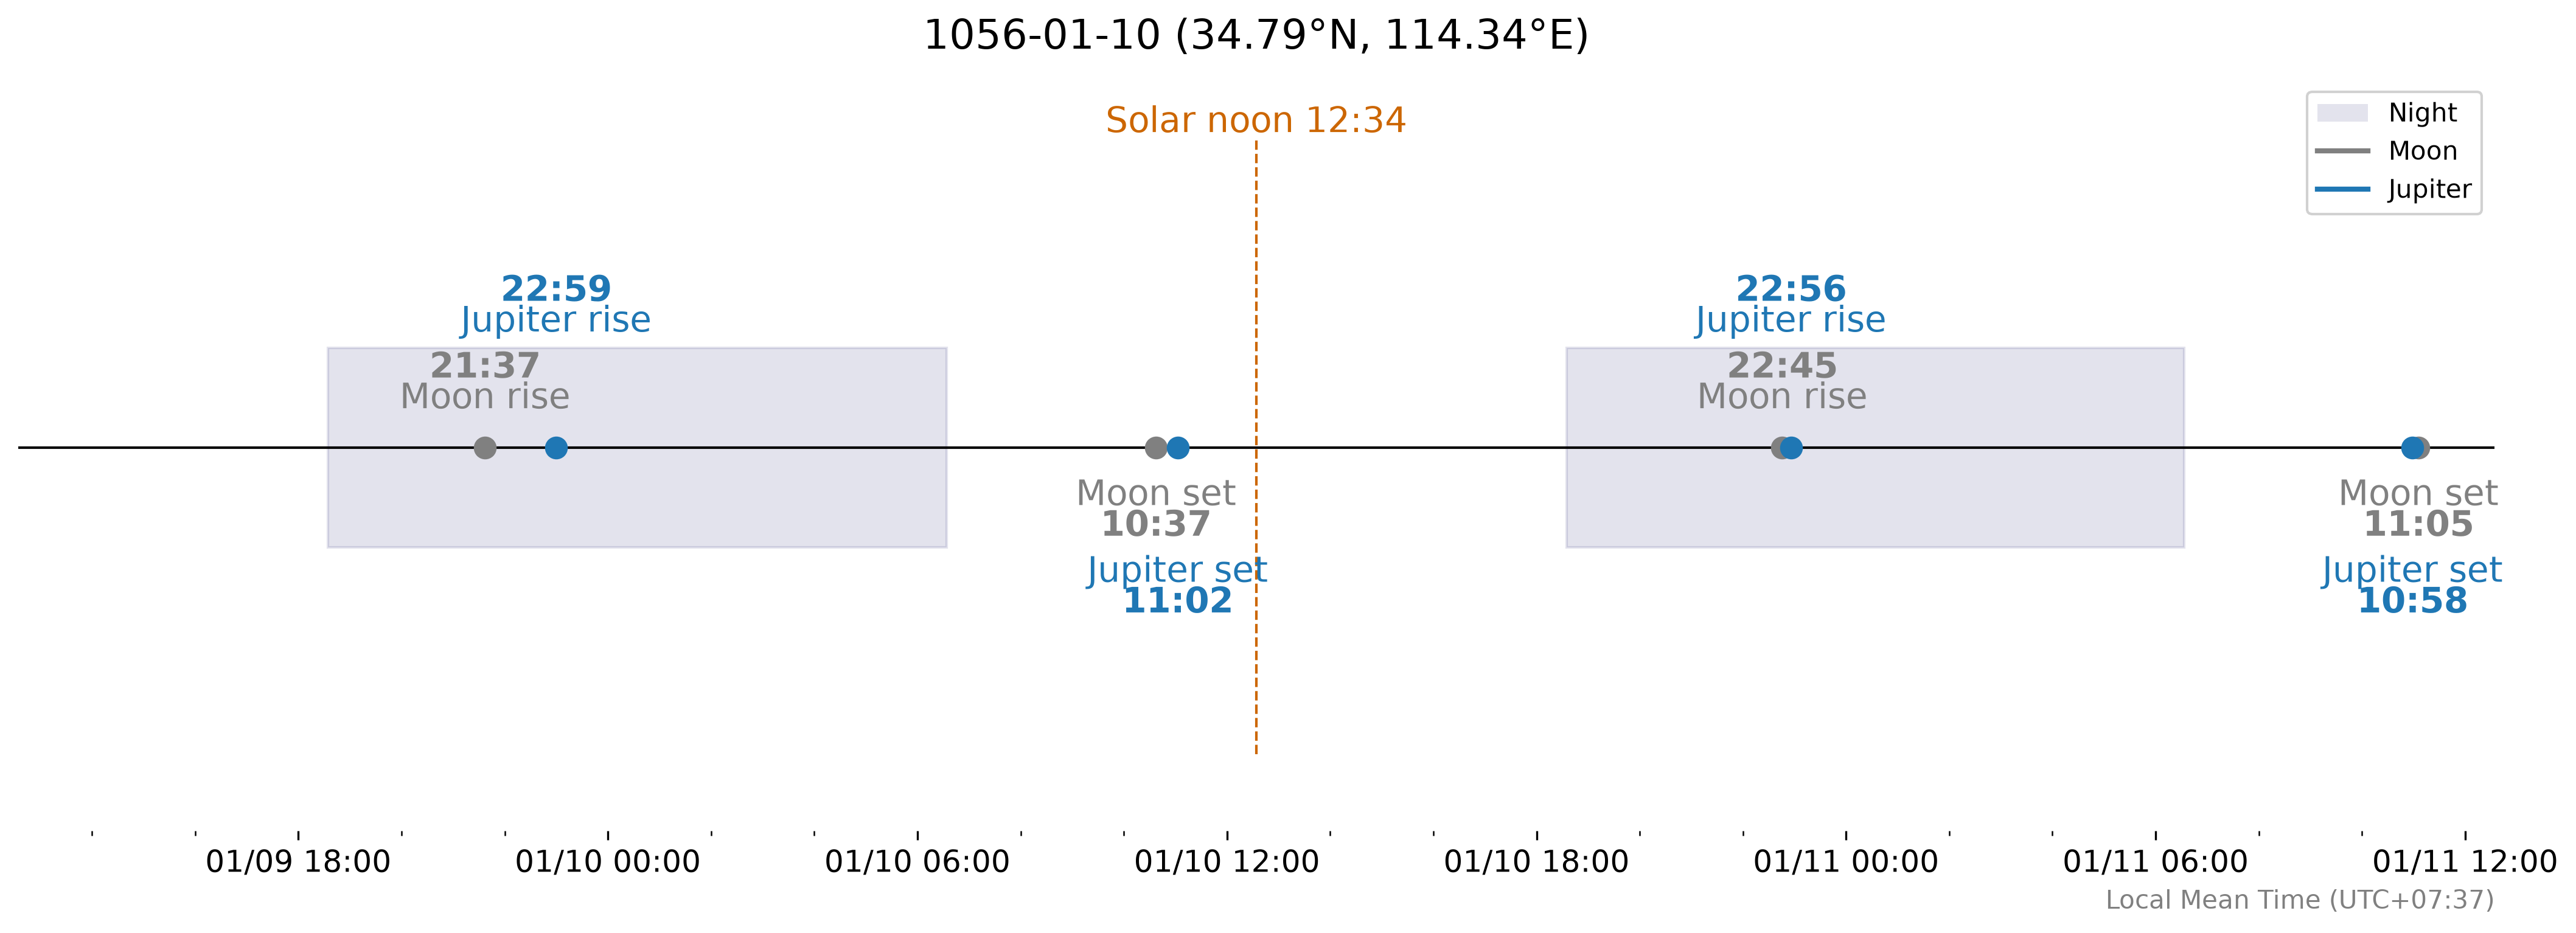 1056-01-10 (34.79°N, 114.34°E)
Solar noon 12:34
Night
Moon
Jupiter
22:59
Jupiter rise
21:37
Moon rise
22:56
Jupiter rise
22:45
Moon rise
Moon set
10:37
Jupiter set
11:02
Moon set
11:05
Jupiter set
10:58
01/09 18:00
01/10 00:00
01/10 06:00
01/10 12:00
01/10 18:00
01/11 00:00
01/11 06:00
01/11 12:00
Local Mean Time (UTC+07:37)